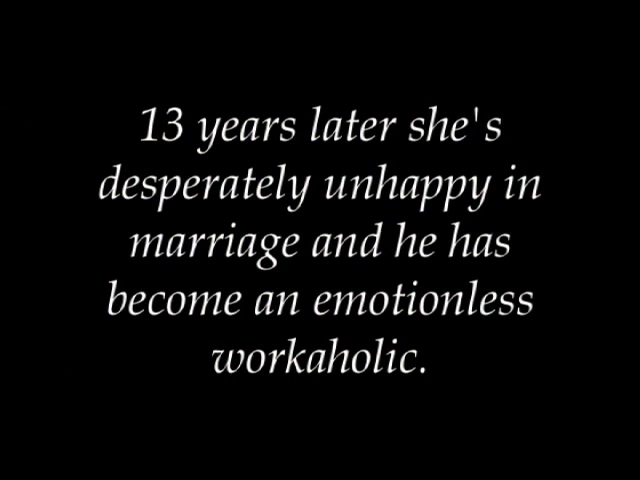 13 years later she's
desperately unhappy in
marriage and he has
become an emotionless
workaholic.